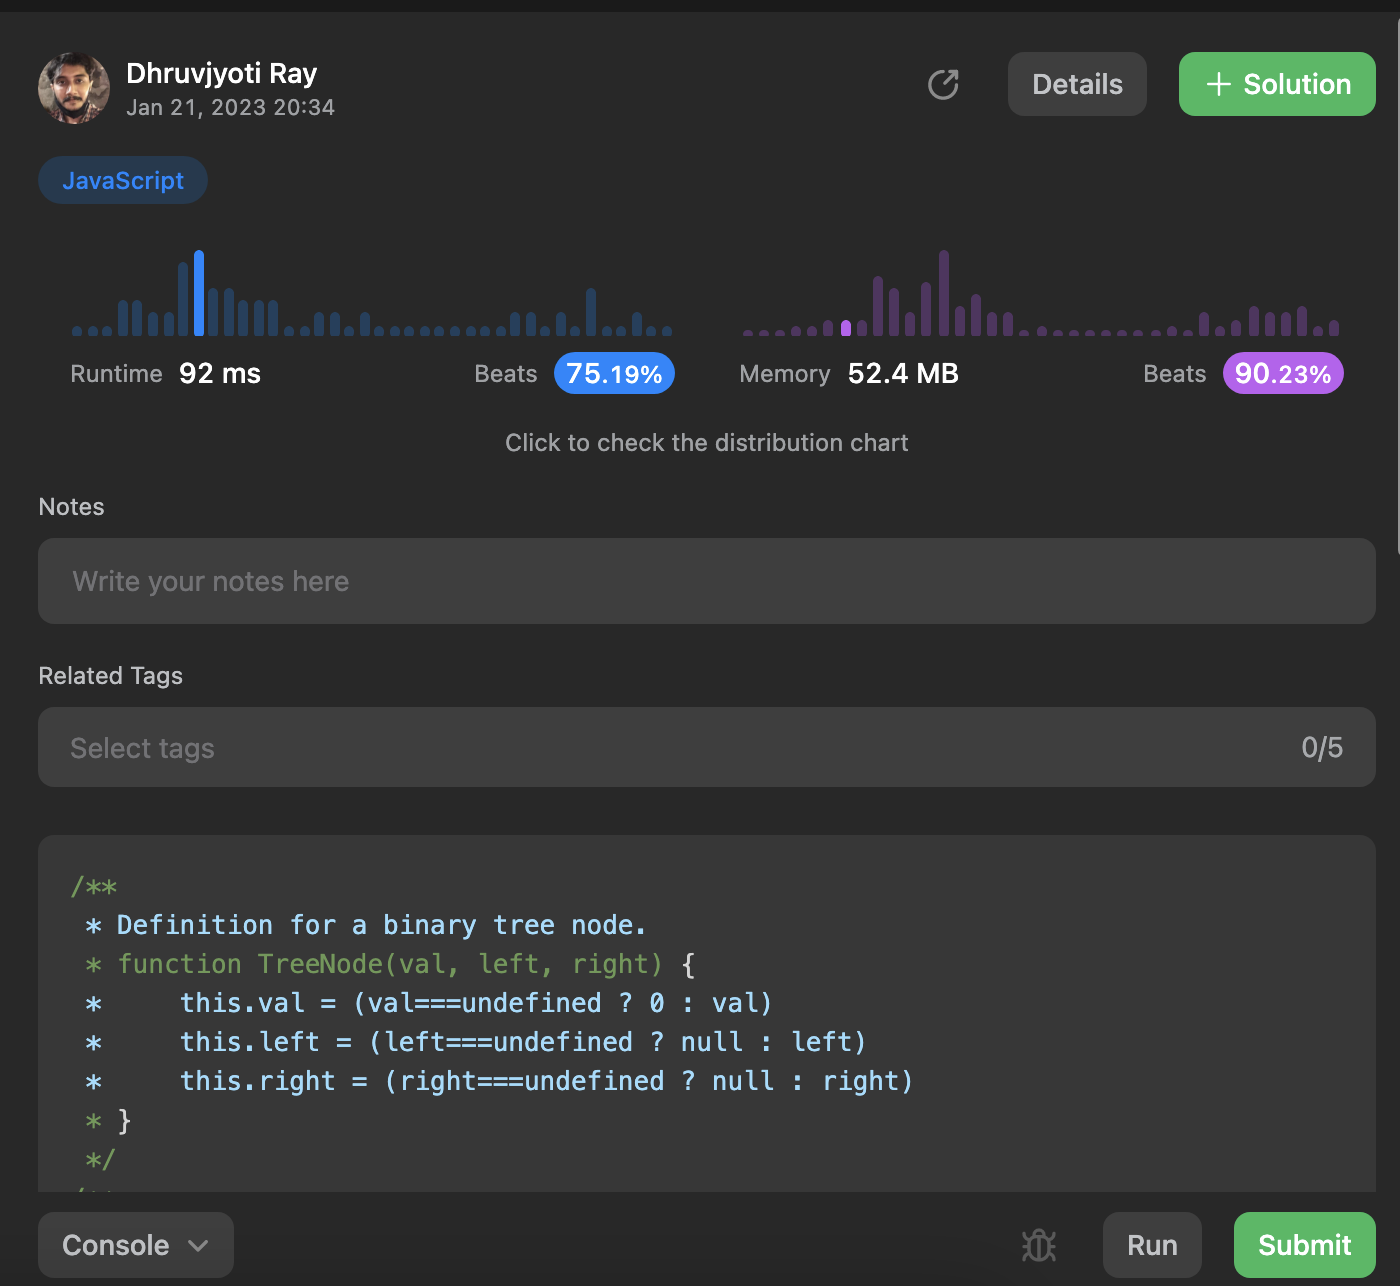 Dhruvjyoti Ray
Jan 21, 2023 20:34
Details
+ Solution
JavaScript
Runtime 92 ms
Beats 75.19%
Memory 52.4 MB
Beats 90.23%
Click to check the distribution chart
Notes
Write your notes here
Related Tags
Select tags
0/5
/**
 * Definition for a binary tree node.
 * function TreeNode(val, left, right) {
 *     this.val = (val===undefined ? 0 : val)
 *     this.left = (left===undefined ? null : left)
 *     this.right = (right===undefined ? null : right)
 * }
 */
Console
Run
Submit